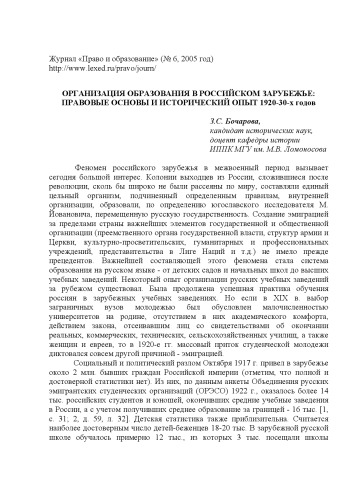 Журнал «Право и образование» (№ 6, 2005 год)
http://www.lexed.ru/pravo/journ/
ОРГАНИЗАЦИЯ ОБРАЗОВАНИЯ В РОССИЙСКОМ ЗАРУБЕЖЬЕ:
ПРАВОВЫЕ ОСНОВЫ И ИСТОРИЧЕСКИЙ ОПЫТ 1920-30-х годов
З.С. Бочарова,
кандидат исторических наук,
доцент кафедры истории
ИППК МГУ им. М.В. Ломоносова
Феномен российского зарубежья в межвоенный период вызывает
сегодня большой интерес. Колонии выходцев из России, сложившиеся после
революции, сколь бы широко не были рассеяны по миру, составляли единый
цельный организм, подчиненный определенным правилам, внутренней
организации, образовали, по определению югославского исследователя М.
Йовановича, перемещенную русскую государственность. Создание эмиграцией
за пределами страны важнейших элементов государственной и общественной
организации (преемственного органа государственной власти, структур армии и
Церкви, культурно-просветительских, гуманитарных и профессиональных
учреждений, представительства в Лиге Наций и т.д.) не имело прежде
прецедента. Важнейшей составляющей этого феномена стала система
образования на русском языке - от детских садов и начальных школ до высших
учебных заведений. Некоторый опыт организации русских учебных заведений
за рубежом существовал. Была продолжена успешная практика обучения
россиян в зарубежных учебных заведениях. Но если в XIX в. выбор
заграничных вузов молодежью был обусловлен малочисленностью
университетов на родине, отсутствием в них академического комфорта,
действием закона, отсеивавшим лиц со свидетельствами об окончании
реальных, коммерческих, технических, сельскохозяйственных училищ, а также
женщин и евреев, то в 1920-е гг. массовый приток студенческой молодежи
диктовался совсем другой причиной - эмиграцией.
Социальный и политический разлом Октября 1917 г. привел в зарубежье
около 2 млн. бывших граждан Российской империи (отметим, что полной и
достоверной статистики нет). Из них, по данным анкеты Объединения русских
эмигрантских студенческих организаций (ОРЭСО) 1922 г., оказалось более 14
тыс. российских студентов и юношей, окончивших средние учебные заведения
в России, а с учетом получивших среднее образование за границей - 16 тыс. [1,
с. 31; 2, д. 59, л. 32]. Детская статистика также приблизительна. Считается
наиболее достоверным число детей-беженцев 18-20 тыс. В зарубежной русской
школе обучалось примерно 12 тыс., из которых 3 тыс. посещали школы